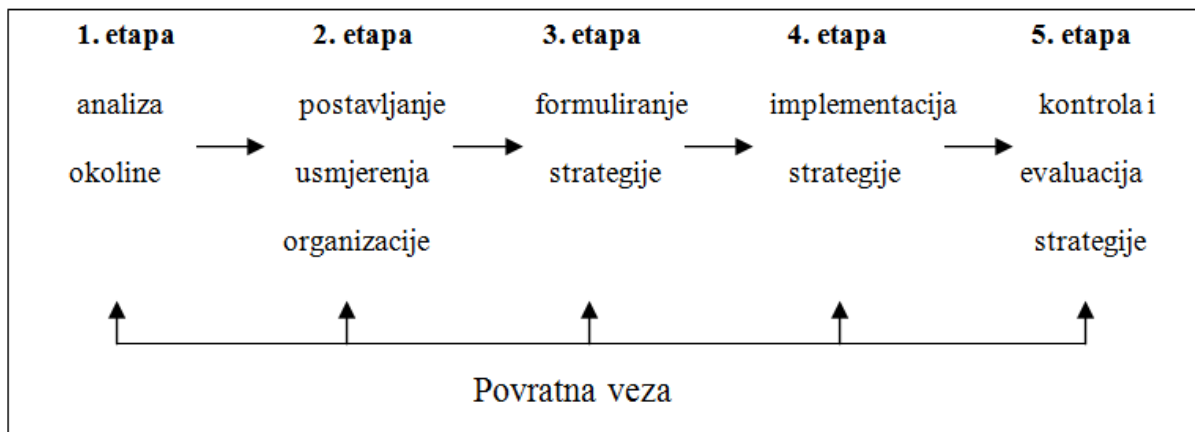 1. etapa 2. etapa 3. etapa 4. etapa 5. etapa
analiza postavljanje formuliranje implementacija kontrola i
okoline usmjerenja strategije strategije evaluacija
organizacije strategije
Povratna veza